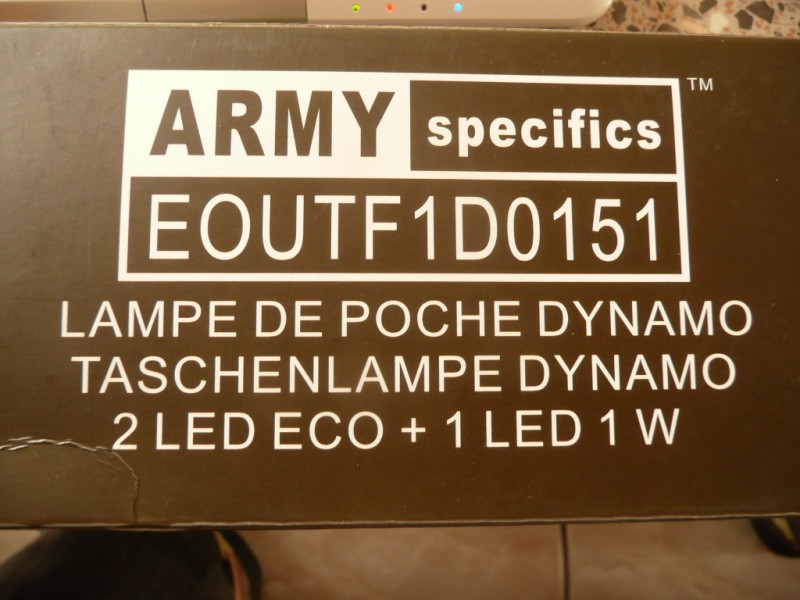 ARMY specifics ™
EOUTF1D0151
LAMPE DE POCHE DYNAMO
TASCHENLAMPE DYNAMO
2 LED ECO + 1 LED 1 W